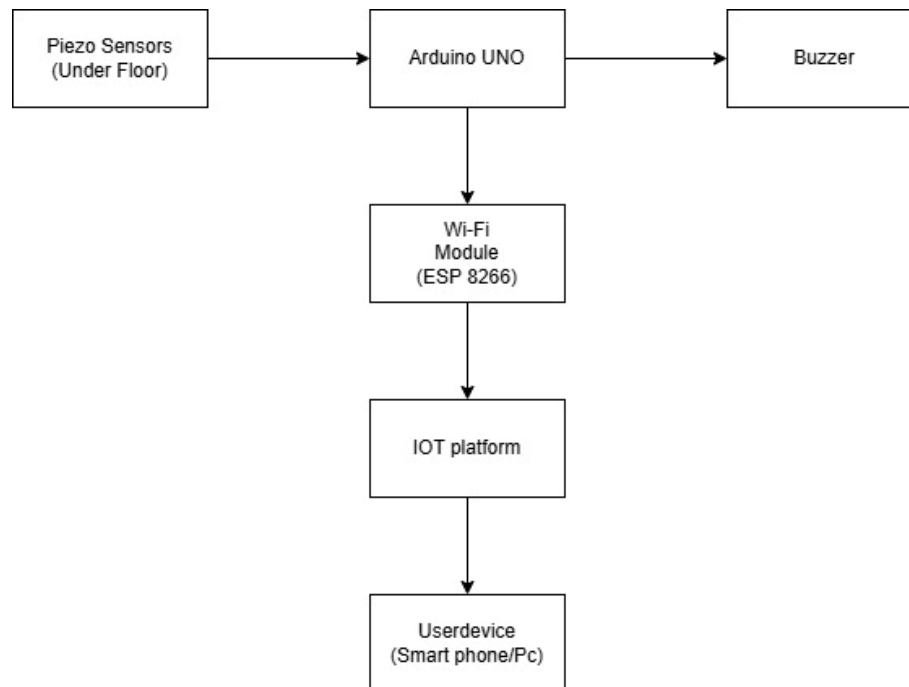 Piezo Sensors
(Under Floor)
Arduino UNO
Buzzer
Wi-Fi
Module
(ESP 8266)
IOT platform
Userdevice
(Smart phone/Pc)